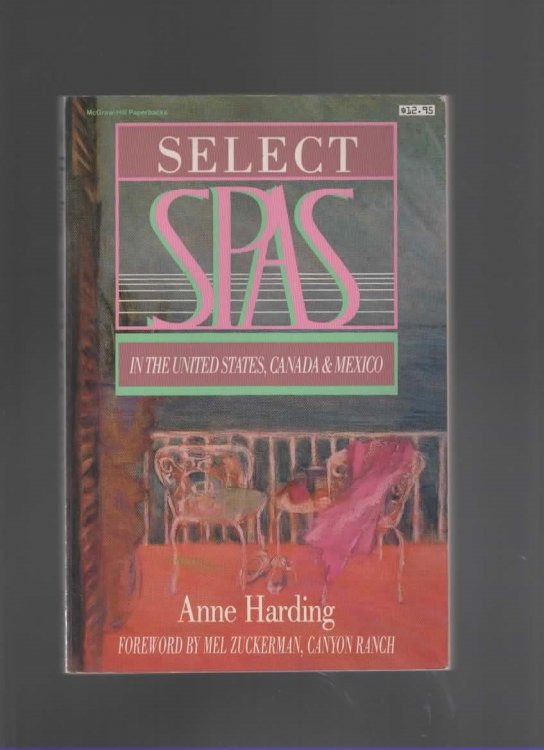 McGraw-Hill Paperbacks
$12.95
SELECT
SPAS
IN THE UNITED STATES, CANADA & MEXICO
Anne Harding
FOREWORD BY MEL ZUCKERMAN, CANYON RANCH